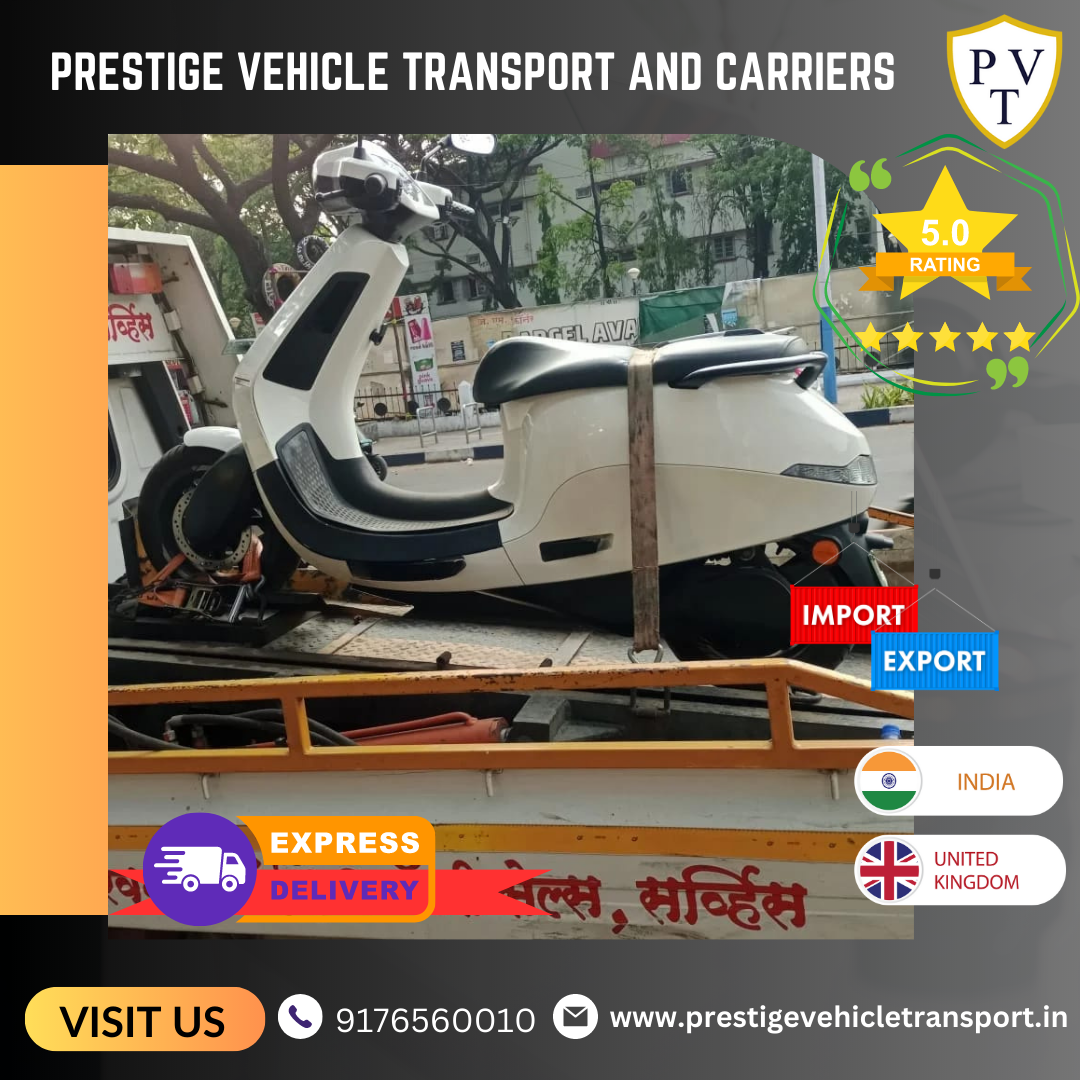 PRESTIGE VEHICLE TRANSPORT AND CARRIERS
P V
T
5.0
RATING
IMPORT
EXPORT
INDIA
UNITED
KINGDOM
EXPRESS
DELIVERY
सेल्स, सर्व्हिस
VISIT US
9176560010
www.prestigevehicletransport.in